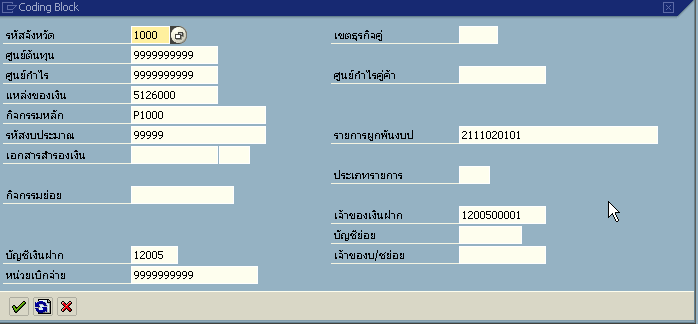 Coding Block
รหัสจังหวัด 1000 เขตธุรกิจคู่
ศูนย์ต้นทุน 9999999999
ศูนย์กำไร 9999999999 ศูนย์กำไรคู่ค้า
แหล่งของเงิน 5126000
กิจกรรมหลัก P1000
รหัสงบประมาณ 99999 รายการผูกพันงบป 2111020101
เอกสารสำรองเงิน
ประเภทรายการ
กิจกรรมย่อย
เจ้าของเงินฝาก 1200500001
บัญชีย่อย
บัญชีเงินฝาก 12005 เจ้าของบ/ชย่อย
หน่วยเบิกจ่าย 9999999999